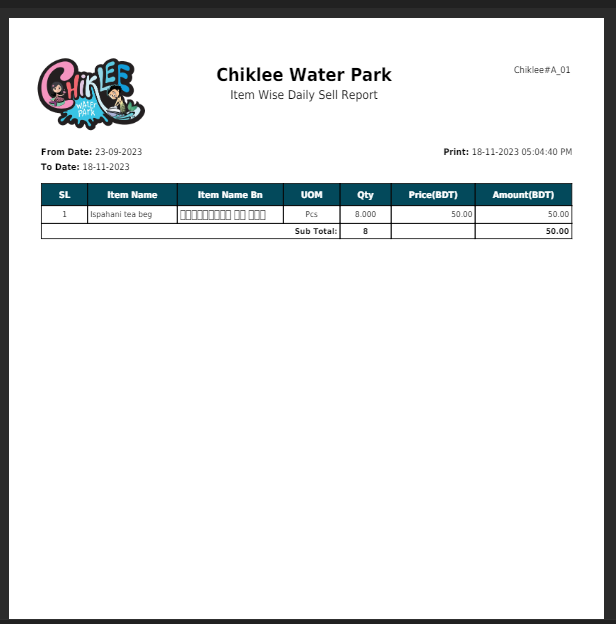 CHIKLEE
WATER
PARK
Chiklee Water Park
Item Wise Daily Sell Report
Chiklee#A_01
From Date: 23-09-2023
To Date: 18-11-2023
Print: 18-11-2023 05:04:40 PM
SL Item Name Item Name Bn UOM Qty Price(BDT) Amount(BDT)
1 Ispahani tea beg Pcs 8.000 50.00 50.00
Sub Total: 8 50.00